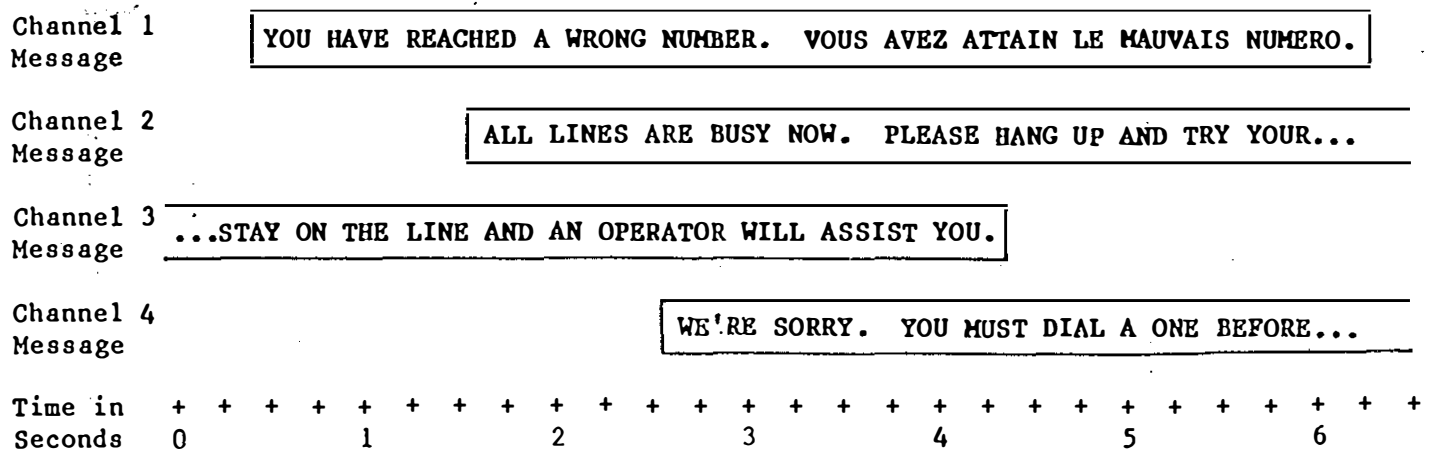 Channel 1
Message
YOU HAVE REACHED A WRONG NUMBER. VOUS AVEZ ATTAIN LE MAUVAIS NUMERO.
Channel 2
Message
ALL LINES ARE BUSY NOW. PLEASE HANG UP AND TRY YOUR...
Channel 3
Message
...STAY ON THE LINE AND AN OPERATOR WILL ASSIST YOU.
Channel 4
Message
WE'RE SORRY. YOU MUST DIAL A ONE BEFORE...
Time in + + + + + + + + + + + + + + + + + + + + + + + + + + +
Seconds 0 1 2 3 4 5 6